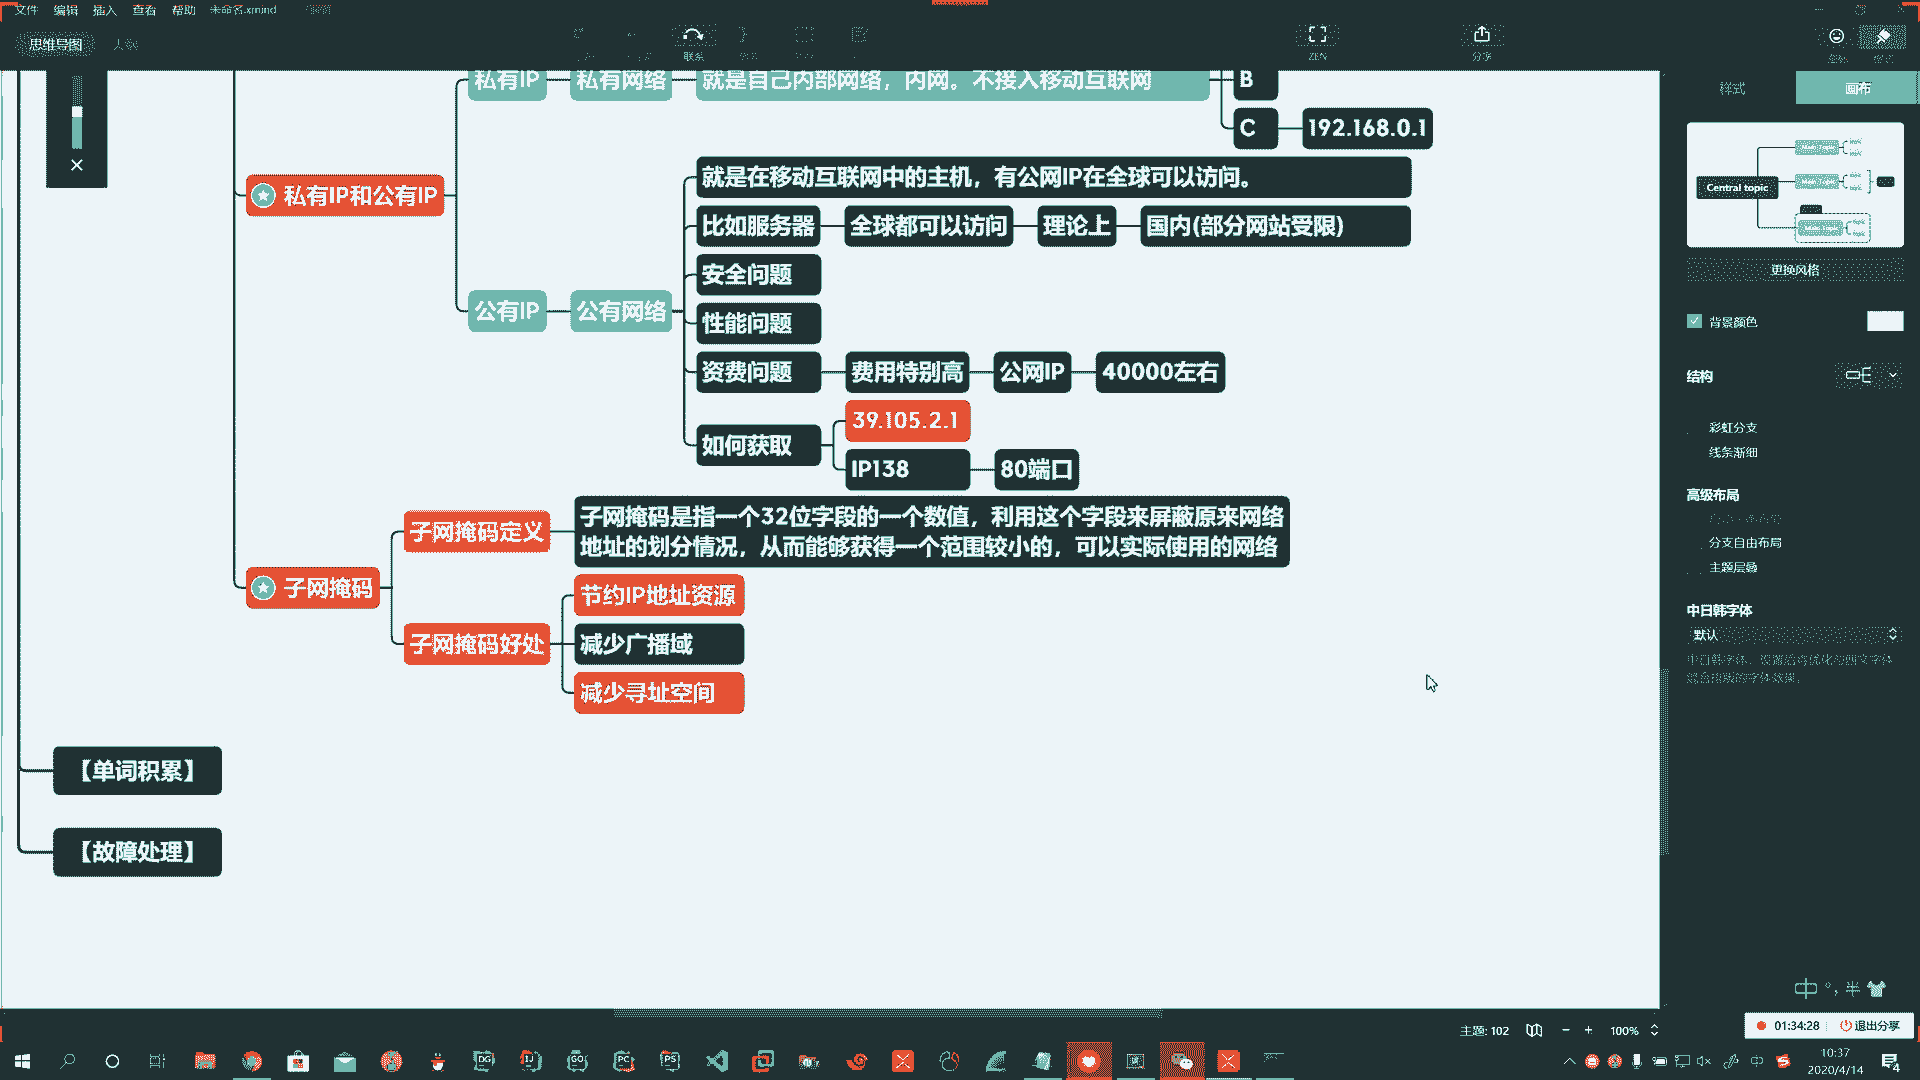 文件 编辑 插入 查看 帮助 未命名.xmind
思维导图
联系
ZEN
分享
私有IP
私有网络
就是自己内部网络，内网。不接入移动互联网
B
C
192.168.0.1
私有IP和公有IP
就是在移动互联网中的主机，有公网IP在全球可以访问。
比如服务器
全球都可以访问
理论上
国内(部分网站受限)
安全问题
公有IP
公有网络
性能问题
资费问题
费用特别高
公网IP
40000左右
如何获取
39.105.2.1
IP138
80端口
子网掩码
子网掩码定义
子网掩码是指一个32位字段的一个数值，利用这个字段来屏蔽原来网络
地址的划分情况，从而能够获得一个范围较小的，可以实际使用的网络
子网掩码好处
节约IP地址资源
减少广播域
减少寻址空间
【单词积累】
【故障处理】
样式
画布
Central topic
更换风格
背景颜色
结构
彩虹分支
线条渐细
高级布局
分支自由布局
主题层叠
中日韩字体
默认
中 °, 半
主题: 102
100%
01:34:28
退出分享
DG
IJ
GO
PC
PS
中
10:37
2020/4/14
4